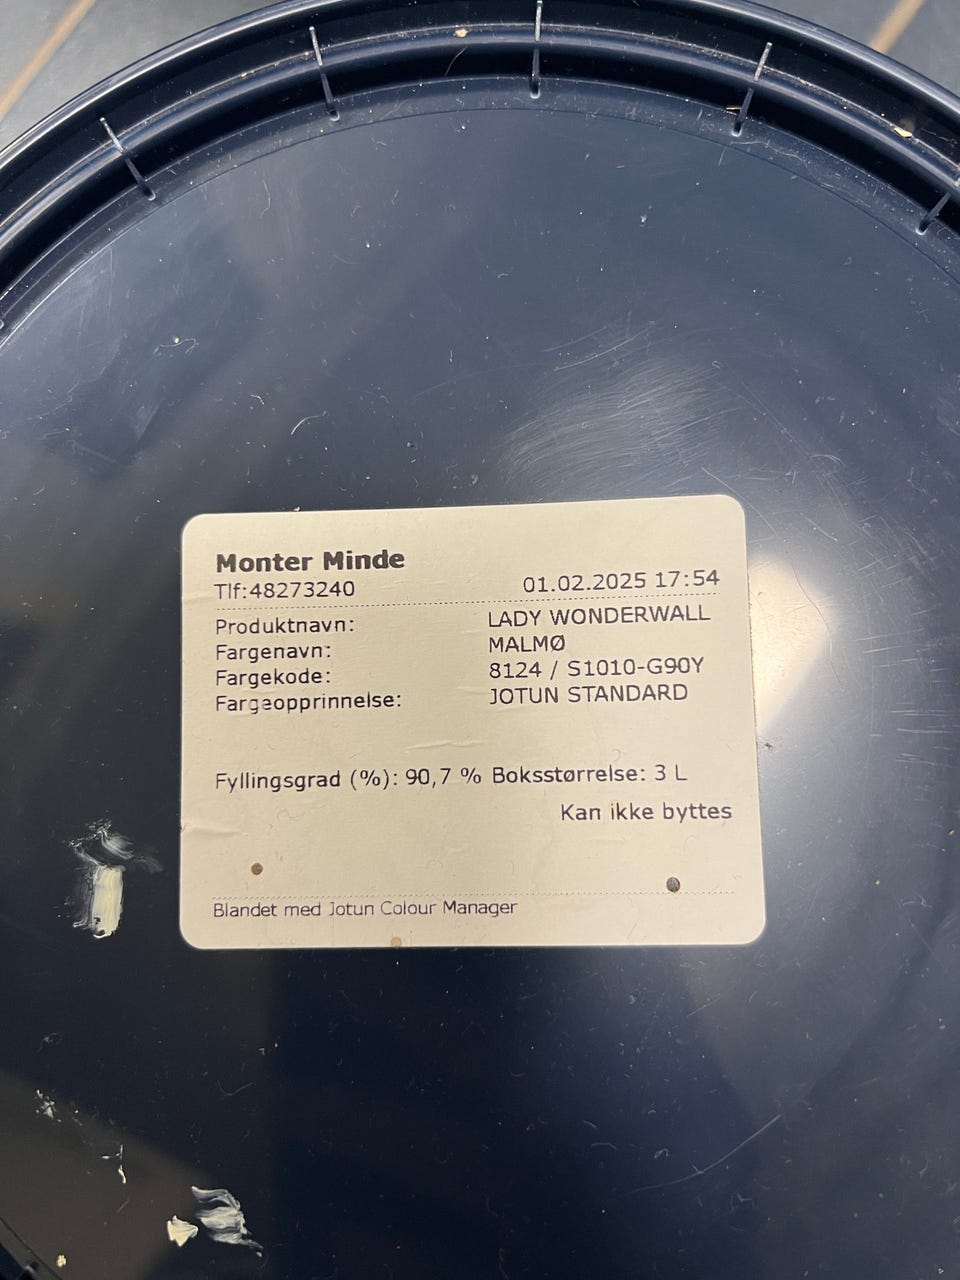 Monter Minde
Tlf:48273240 01.02.2025 17:54
Produktnavn: LADY WONDERWALL
Fargenavn: MALMØ
Fargekode: 8124 / S1010-G90Y
Fargeopprinnelse: JOTUN STANDARD
Fyllingsgrad (%): 90,7 % Boksstørrelse: 3 L
Kan ikke byttes
Blandet med Jotun Colour Manager